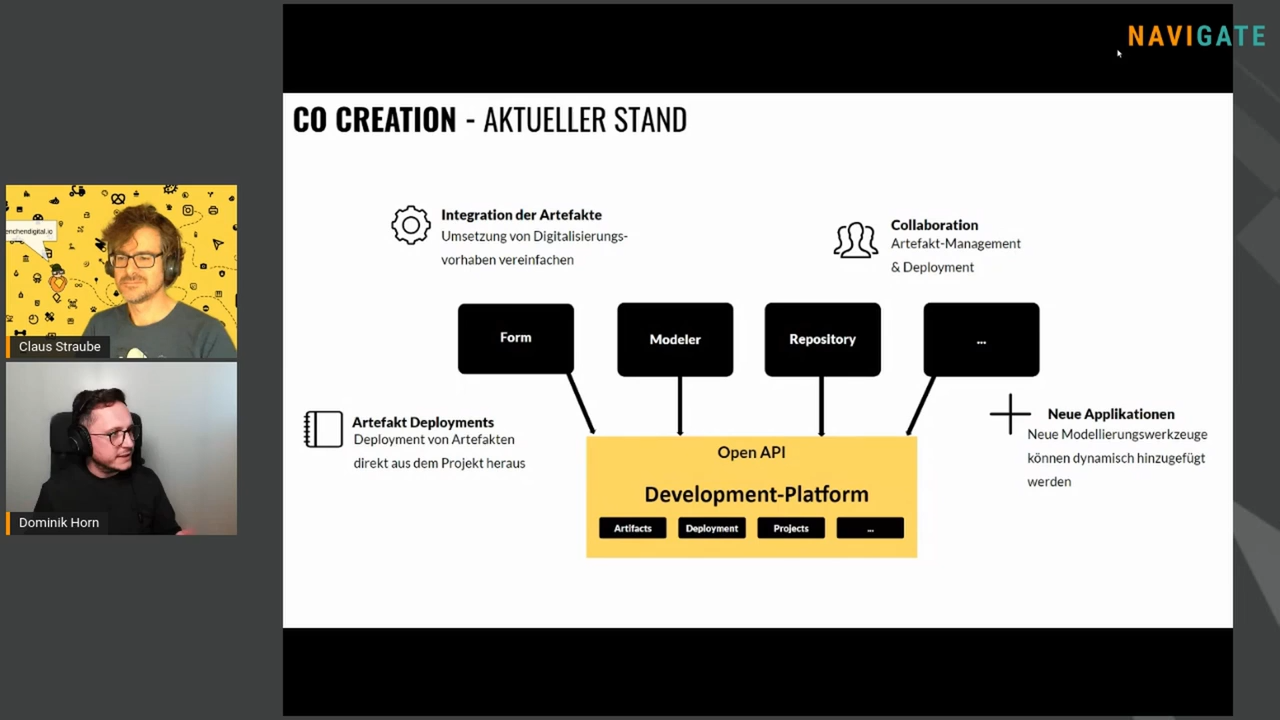 NAVIGATE
CO CREATION - AKTUELLER STAND
Integration der Artefakte
Umsetzung von Digitalisierungs-
vorhaben vereinfachen
Collaboration
Artefakt-Management
& Deployment
enchendigital.io
Claus Straube
Dominik Horn
Form
Modeler
Repository
...
Artefakt Deployments
Deployment von Artefakten
direkt aus dem Projekt heraus
Neue Applikationen
Neue Modellierungswerkzeuge
können dynamisch hinzugefügt
werden
Open API
Development-Platform
Artifacts
Deployment
Projects
...